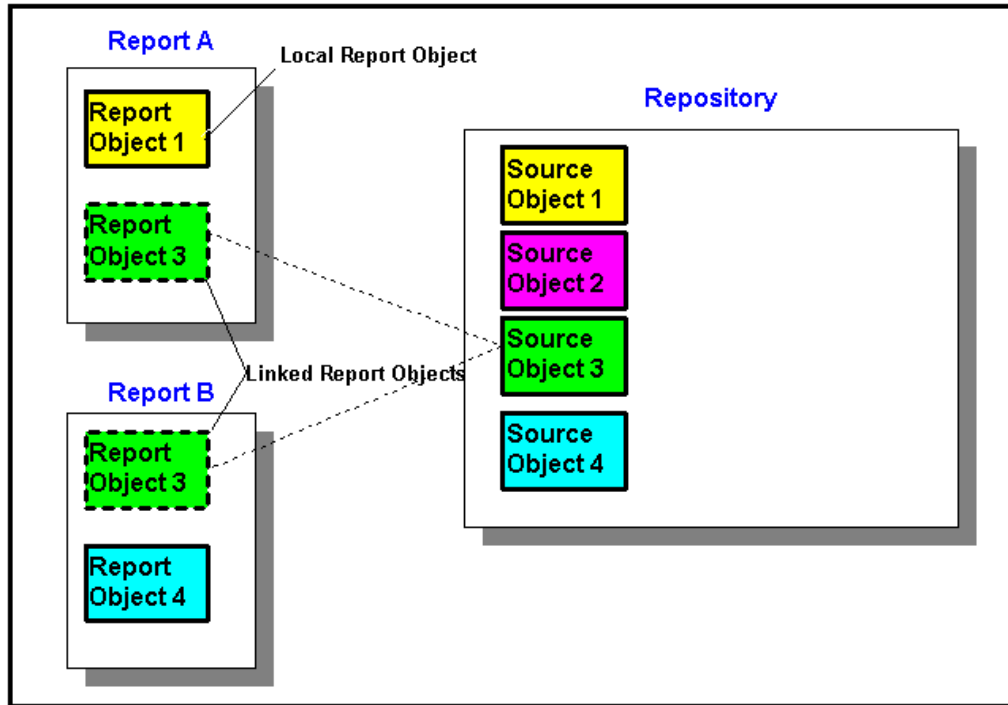 Report A
Local Report Object
Report
Object 1
Report
Object 3
Linked Report Objects
Report B
Report
Object 3
Report
Object 4
Repository
Source
Object 1
Source
Object 2
Source
Object 3
Source
Object 4